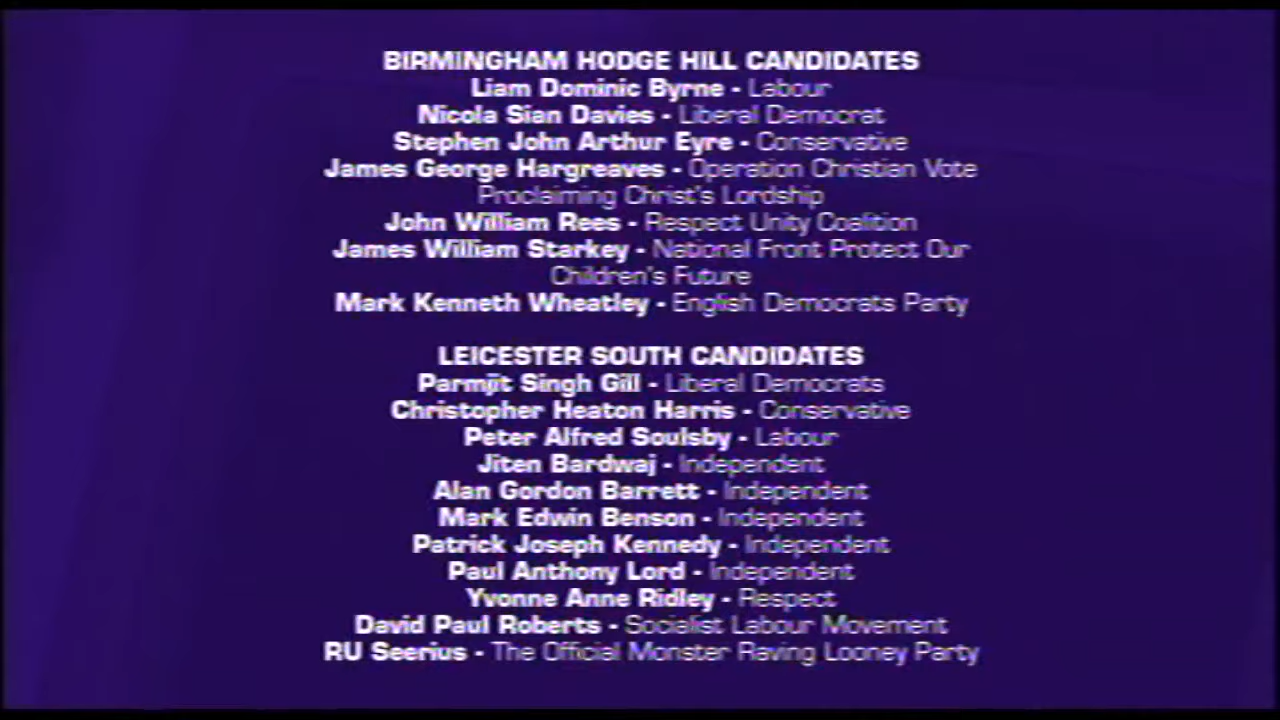 BIRMINGHAM HODGE HILL CANDIDATES
Liam Dominic Byrne - Labour
Nicola Sian Davies - Liberal Democrat
Stephen John Arthur Eyre - Conservative
James George Hargreaves - Operation Christian Vote
Proclaiming Christ's Lordship
John William Rees - Respect Unity Coalition
James William Starkey - National Front Protect Our
Children's Future
Mark Kenneth Wheatley - English Democrats Party
LEICESTER SOUTH CANDIDATES
Parmjit Singh Gill - Liberal Democrats
Christopher Heaton Harris - Conservative
Peter Alfred Soulsby - Labour
Jiten Bardwaj - Independent
Alan Gordon Barrett - Independent
Mark Edwin Benson - Independent
Patrick Joseph Kennedy - Independent
Paul Anthony Lord - Independent
Yvonne Anne Ridley - Respect
David Paul Roberts - Socialist Labour Movement
RU Seerius - The Official Monster Raving Looney Party